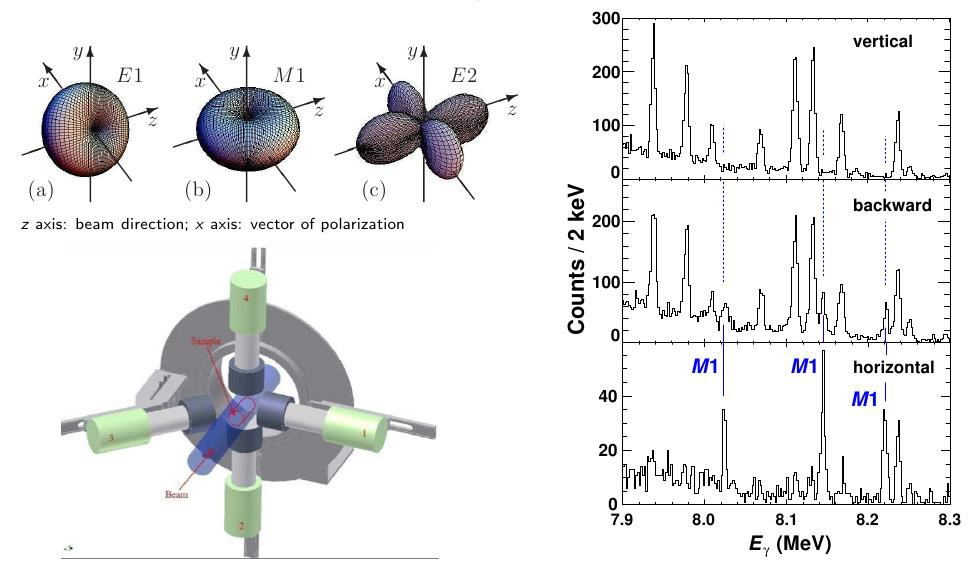 y
x
E1
z
(a)
y
x
M1
z
(b)
y
x
E2
z
(c)
z axis: beam direction; x axis: vector of polarization
4
Sample
3
1
Beam
2
300
vertical
200
100
0
backward
200
100
0
M1
M1
horizontal
M1
40
20
0
7.9
8.0
8.1
8.2
8.3
Counts / 2 keV
Eγ (MeV)